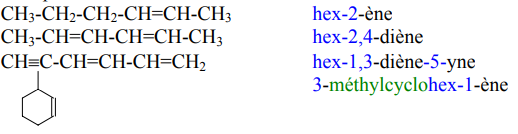 CH₃-CH₂-CH₂-CH=CH-CH₃ hex-2-ène
CH₃-CH=CH-CH=CH-CH₃ hex-2,4-diène
CH≡C-CH=CH-CH=CH₂ hex-1,3-diène-5-yne
3-méthylcyclohex-1-ène